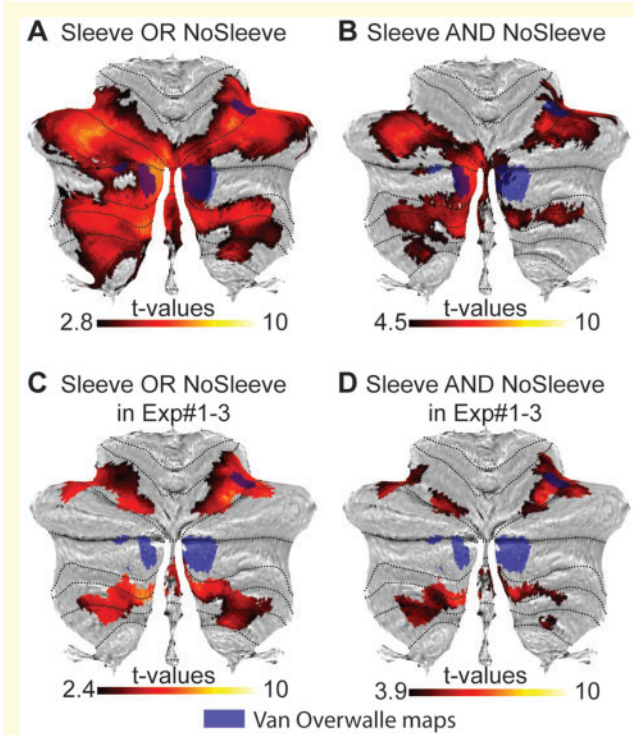 A Sleeve OR NoSleeve
B Sleeve AND NoSleeve
t-values
2.8 10
t-values
4.5 10
C Sleeve OR NoSleeve
in Exp#1-3
D Sleeve AND NoSleeve
in Exp#1-3
t-values
2.4 10
t-values
3.9 10
Van Overwalle maps